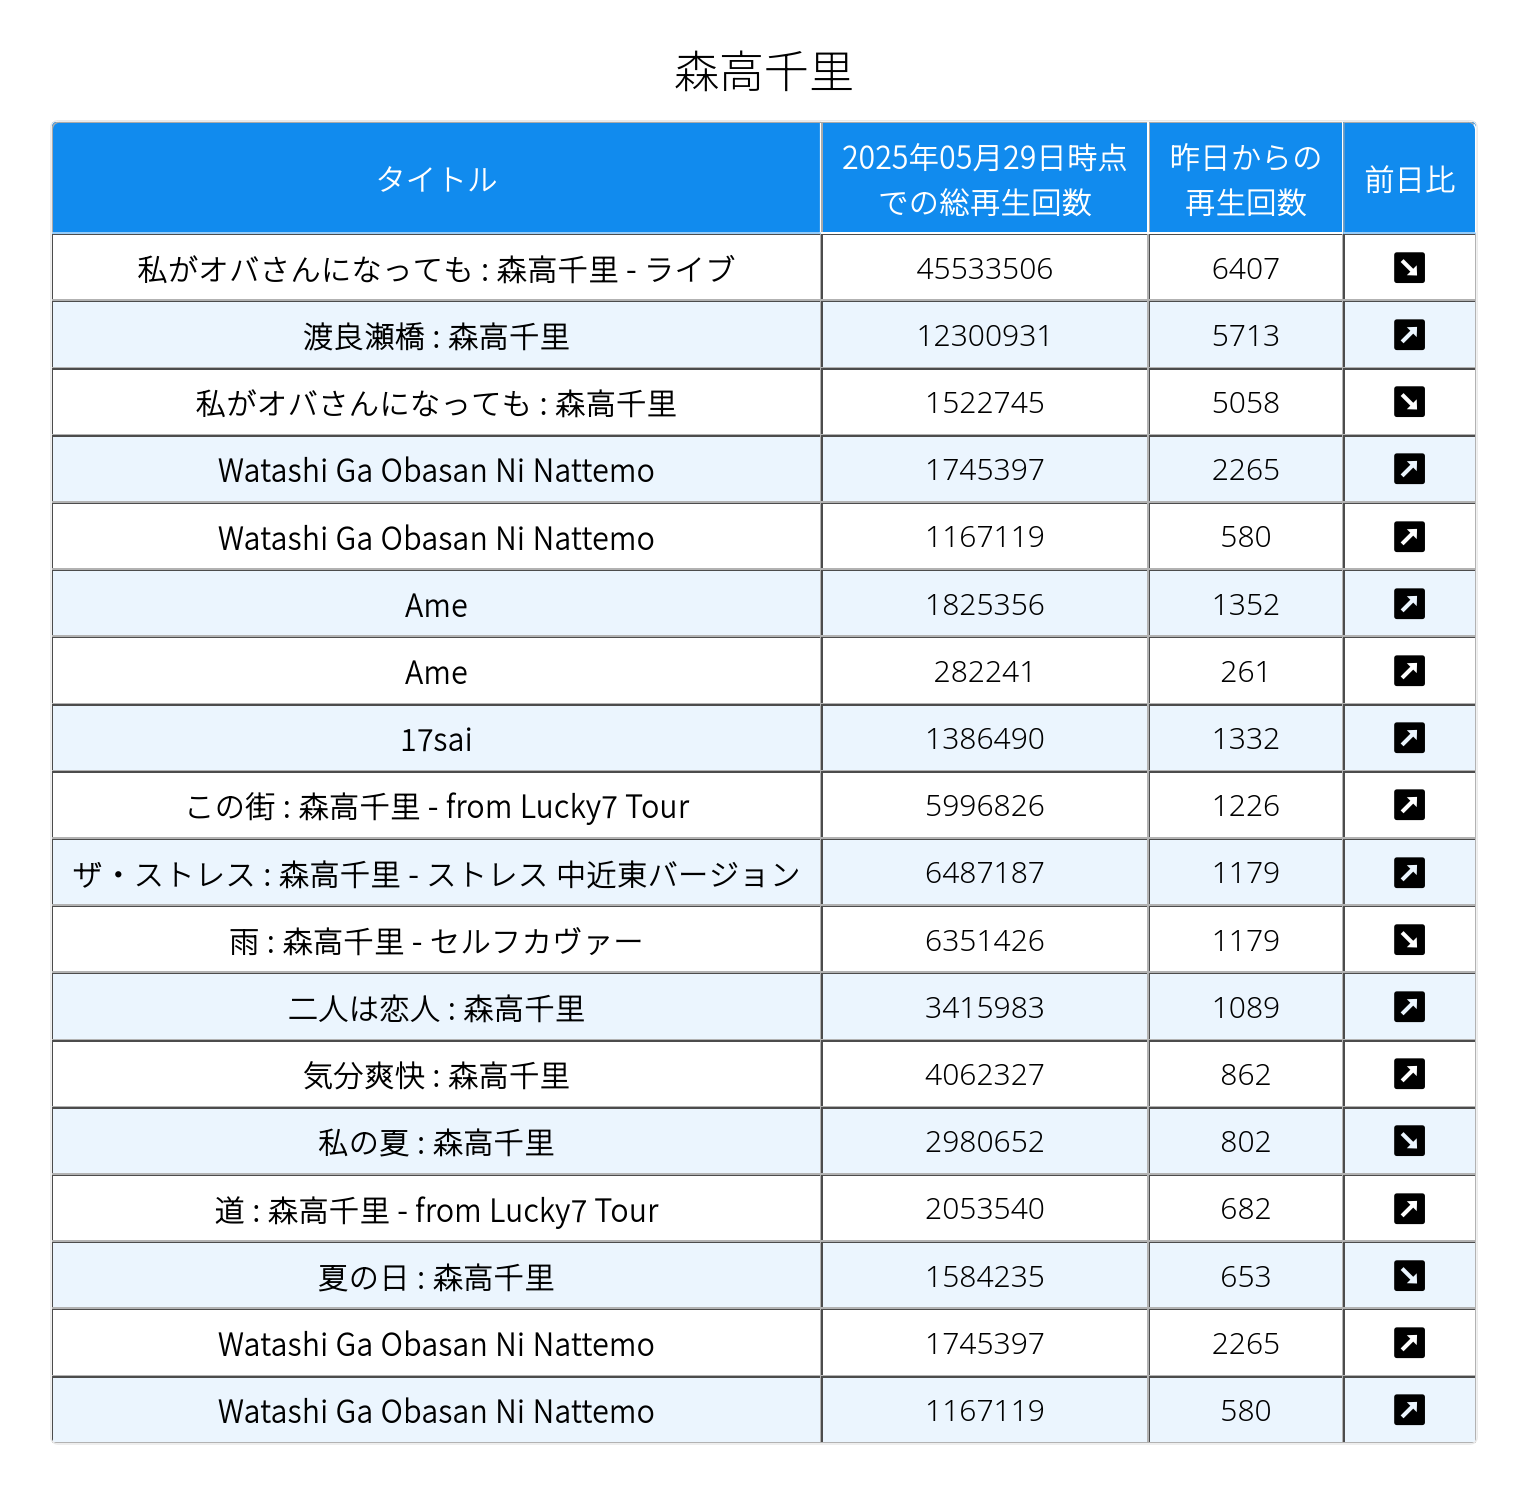 森高千里
タイトル
2025年05月29日時点
での総再生回数
昨日からの
再生回数
前日比
私がオバさんになっても : 森高千里 - ライブ 45533506 6407
渡良瀬橋 : 森高千里 12300931 5713
私がオバさんになっても : 森高千里 1522745 5058
Watashi Ga Obasan Ni Nattemo 1745397 2265
Watashi Ga Obasan Ni Nattemo 1167119 580
Ame 1825356 1352
Ame 282241 261
17sai 1386490 1332
この街 : 森高千里 - from Lucky7 Tour 5996826 1226
ザ・ストレス : 森高千里 - ストレス 中近東バージョン 6487187 1179
雨 : 森高千里 - セルフカヴァー 6351426 1179
二人は恋人 : 森高千里 3415983 1089
気分爽快 : 森高千里 4062327 862
私の夏 : 森高千里 2980652 802
道 : 森高千里 - from Lucky7 Tour 2053540 682
夏の日 : 森高千里 1584235 653
Watashi Ga Obasan Ni Nattemo 1745397 2265
Watashi Ga Obasan Ni Nattemo 1167119 580